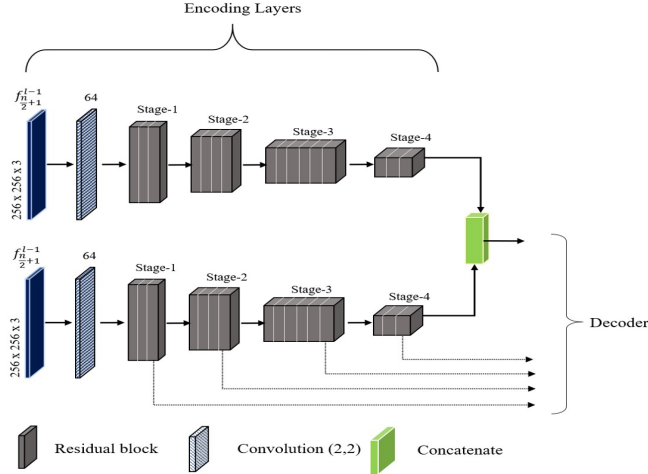 Encoding Layers
f^{l-1}_{\frac{n}{2}+1}
64
Stage-1
Stage-2
Stage-3
Stage-4
256 x 256 x 3
f^{l-1}_{\frac{n}{2}+1}
64
Stage-1
Stage-2
Stage-3
Stage-4
256 x 256 x 3
Decoder
Residual block
Convolution (2,2)
Concatenate